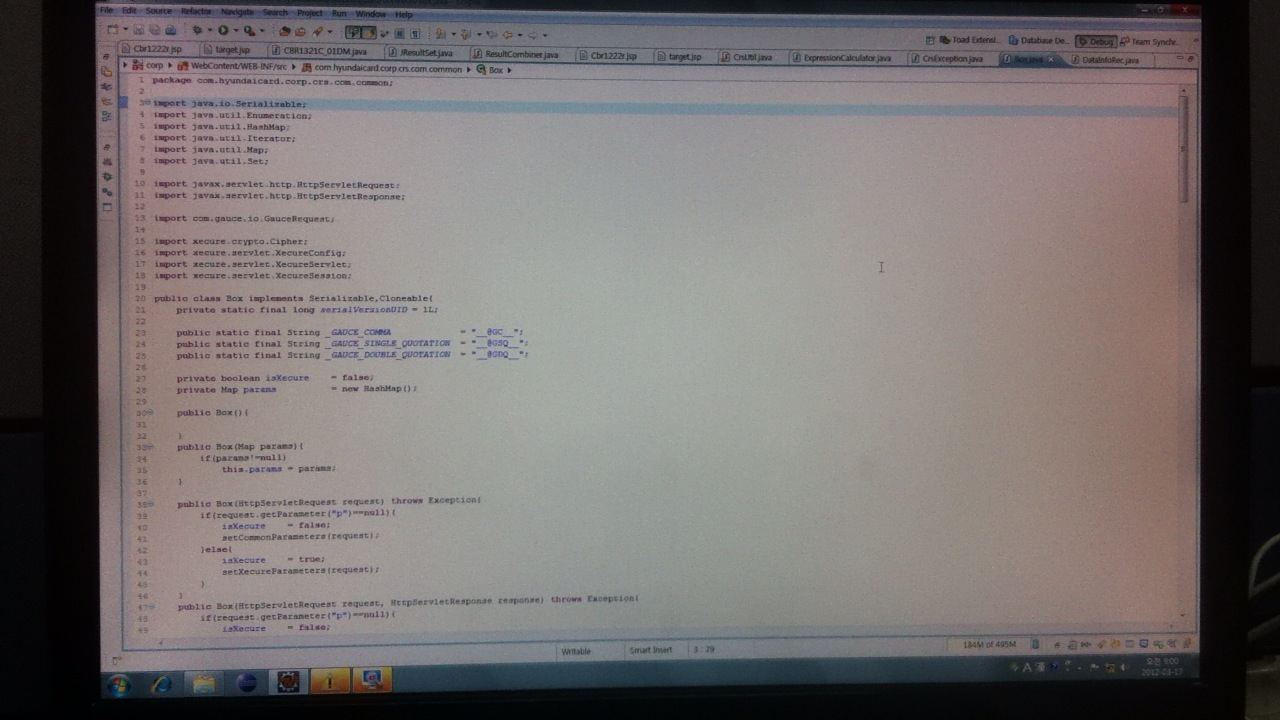 File Edit Source Refactor Navigate Search Project Run Window Help
Toad Extensi... Database De... Debug Team Synchr...
Cbr1222r.jsp target.jsp CBR1321C_01DM.java JResultSet.java ResultCombiner.java Cbr1222r.jsp target.jsp CrsUtil.java ExpressionCalculator.java CrsException.java Box.java DataInfoRec.java
corp WebContent/WEB-INF/src com.hyundaicard.corp.crs.com.common Box
1 package com.hyundaicard.corp.crs.com.common;
2
3 import java.io.Serializable;
4 import java.util.Enumeration;
5 import java.util.HashMap;
6 import java.util.Iterator;
7 import java.util.Map;
8 import java.util.Set;
9
10 import javax.servlet.http.HttpServletRequest;
11 import javax.servlet.http.HttpServletResponse;
12
13 import com.gauce.io.GauceRequest;
14
15 import xecure.crypto.Cipher;
16 import xecure.servlet.XecureConfig;
17 import xecure.servlet.XecureServlet;
18 import xecure.servlet.XecureSession;
19
20 public class Box implements Serializable,Cloneable{
21 private static final long serialVersionUID = 1L;
22
23 public static final String _GAUCE_COMMA = "__@GC__";
24 public static final String _GAUCE_SINGLE_QUOTATION = "__@GSQ__";
25 public static final String _GAUCE_DOUBLE_QUOTATION = "__@GDQ__";
26
27 private boolean isXecure = false;
28 private Map params = new HashMap();
29
30 public Box(){
31
32 }
33 public Box(Map params){
34 if(params!=null)
35 this.params = params;
36 }
37
38 public Box(HttpServletRequest request) throws Exception{
39 if(request.getParameter("p")==null){
40 isXecure = false;
41 setCommonParameters(request);
42 }else{
43 isXecure = true;
44 setXecureParameters(request);
45 }
46 }
47 public Box(HttpServletRequest request, HttpServletResponse response) throws Exception{
48 if(request.getParameter("p")==null){
49 isXecure = false;
Writable Smart Insert 3 : 29 184M of 495M
A 漢
오전 9:00
2012-03-17